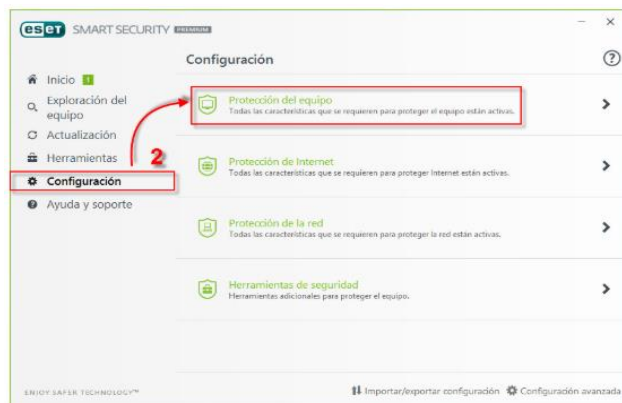 eset SMART SECURITY PREMIUM
Configuración
Inicio 1
Exploración del
equipo
Actualización
Herramientas
2
Configuración
Ayuda y soporte
Protección del equipo
Todas las características que se requieren para proteger el equipo están activas.
Protección de Internet
Todas las características que se requieren para proteger Internet están activas.
Protección de la red
Todas las características que se requieren para proteger la red están activas.
Herramientas de seguridad
Herramientas adicionales para proteger el equipo.
ENJOY SAFER TECHNOLOGY™
Importar/exportar configuración
Configuración avanzada